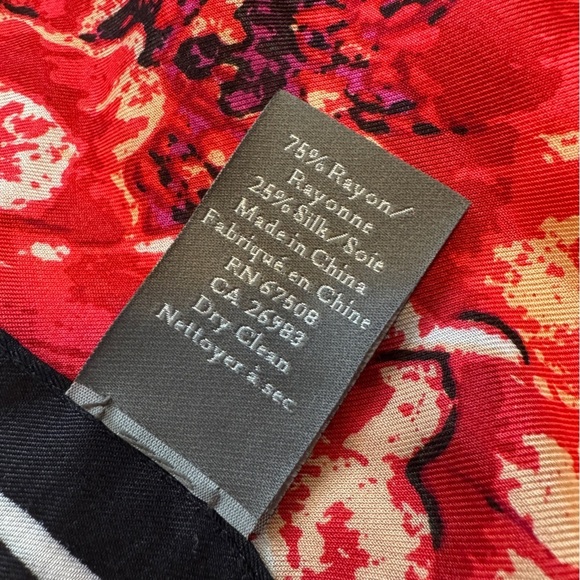 75% Rayon/
Rayonne
25% Silk/Soie
Made in China
Fabriqué en Chine
RN 67508
CA 26983
Dry Clean
Nettoyer à sec